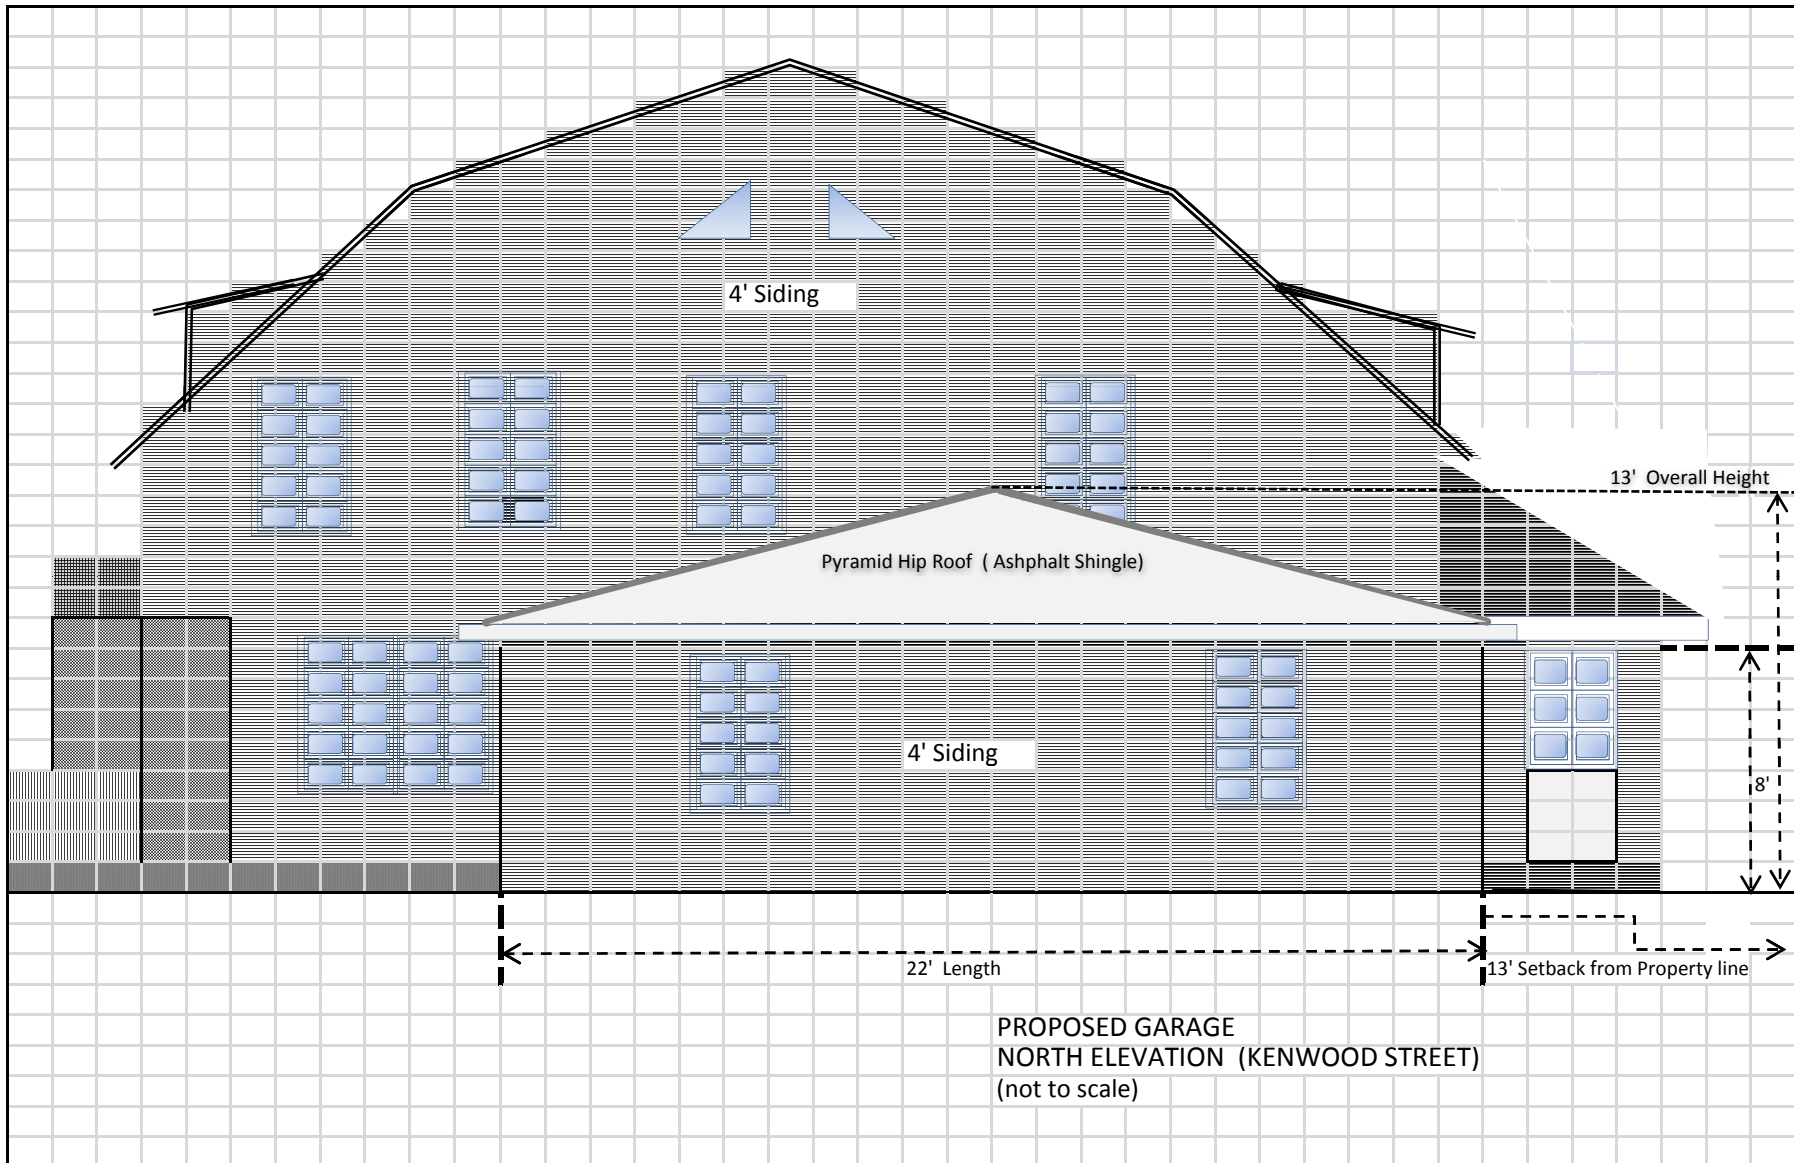 4' Siding
13' Overall Height
Pyramid Hip Roof ( Ashphalt Shingle)
4' Siding
8'
22' Length
13' Setback from Property line
PROPOSED GARAGE
NORTH ELEVATION (KENWOOD STREET)
(not to scale)